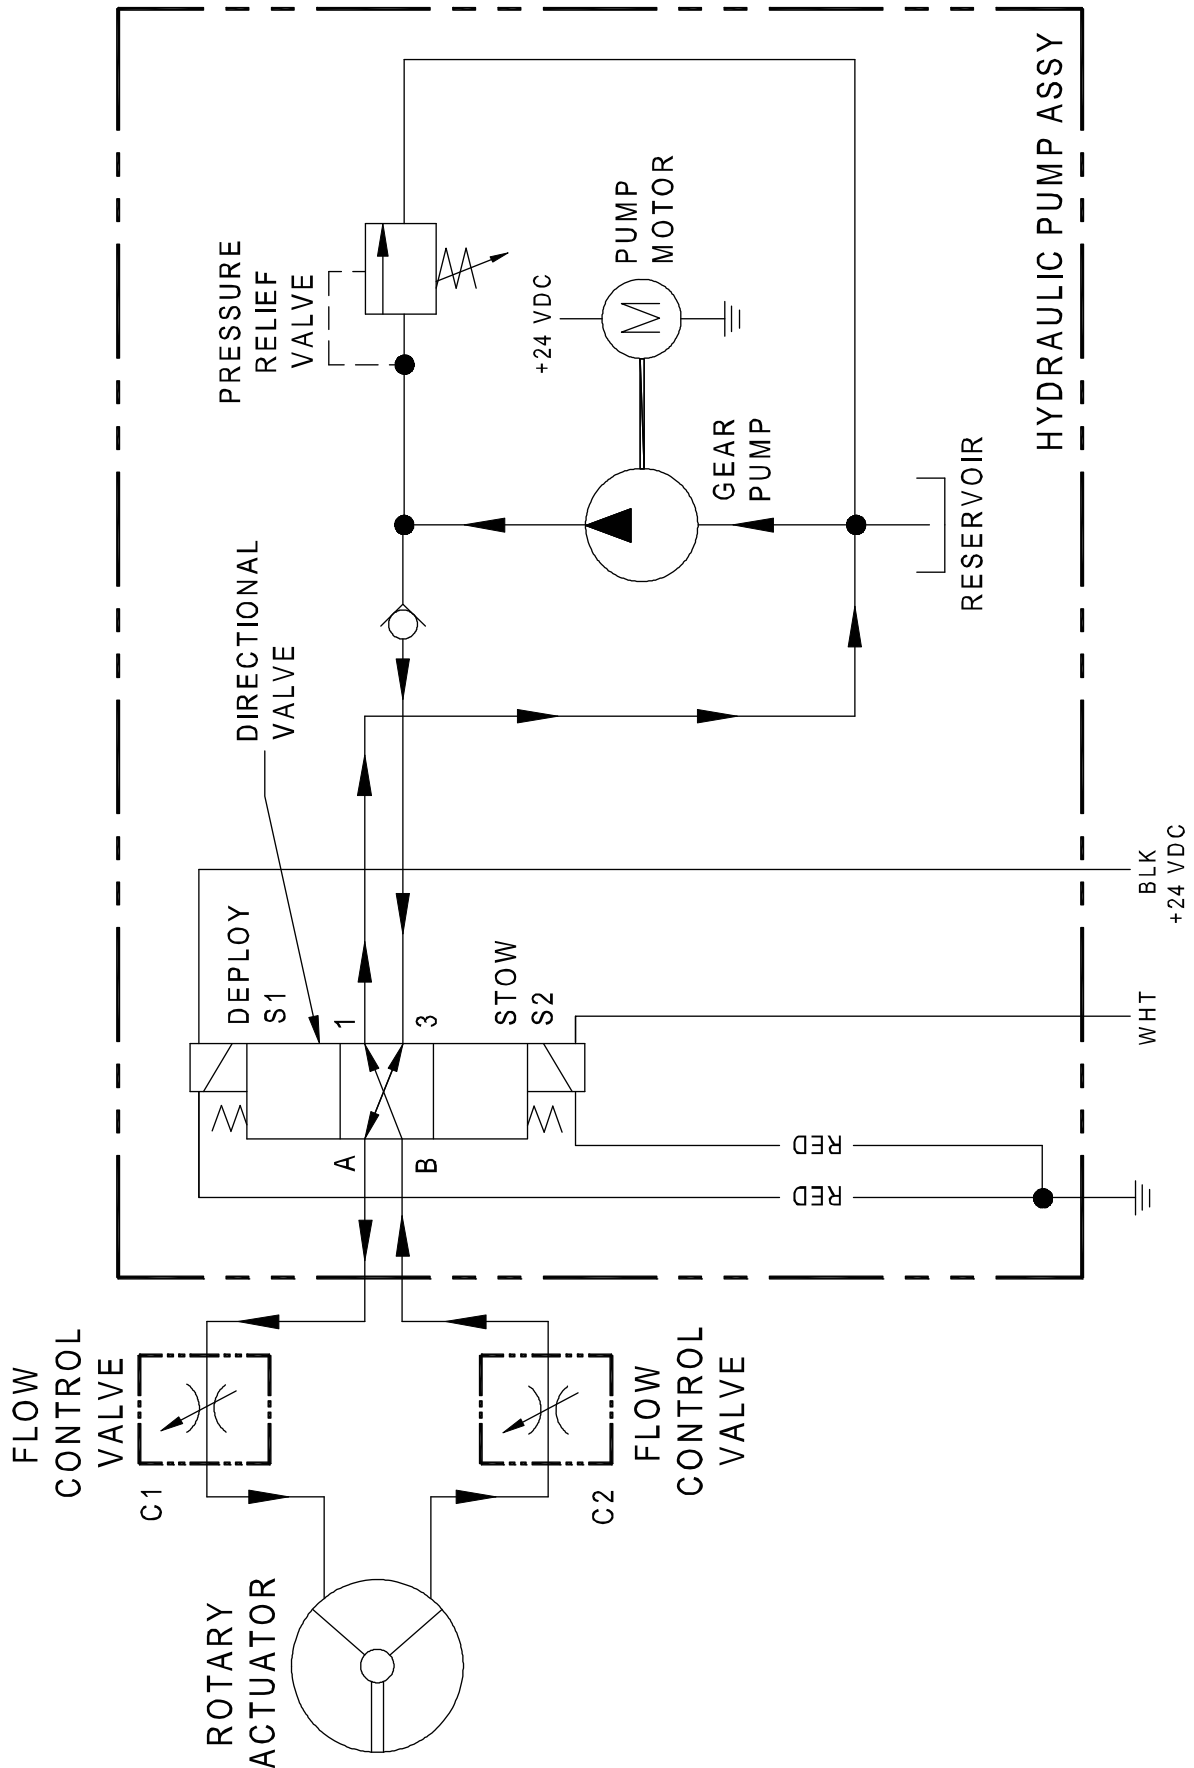 HYDRAULIC PUMP ASSY
PRESSURE
RELIEF
VALVE
+24 VDC
PUMP
MOTOR
M
GEAR
PUMP
RESERVOIR
DIRECTIONAL
VALVE
DEPLOY
S1
1
3
STOW
S2
A
B
RED
RED
BLK
+24 VDC
WHT
FLOW
CONTROL
VALVE
C1
FLOW
CONTROL
VALVE
C2
ROTARY
ACTUATOR